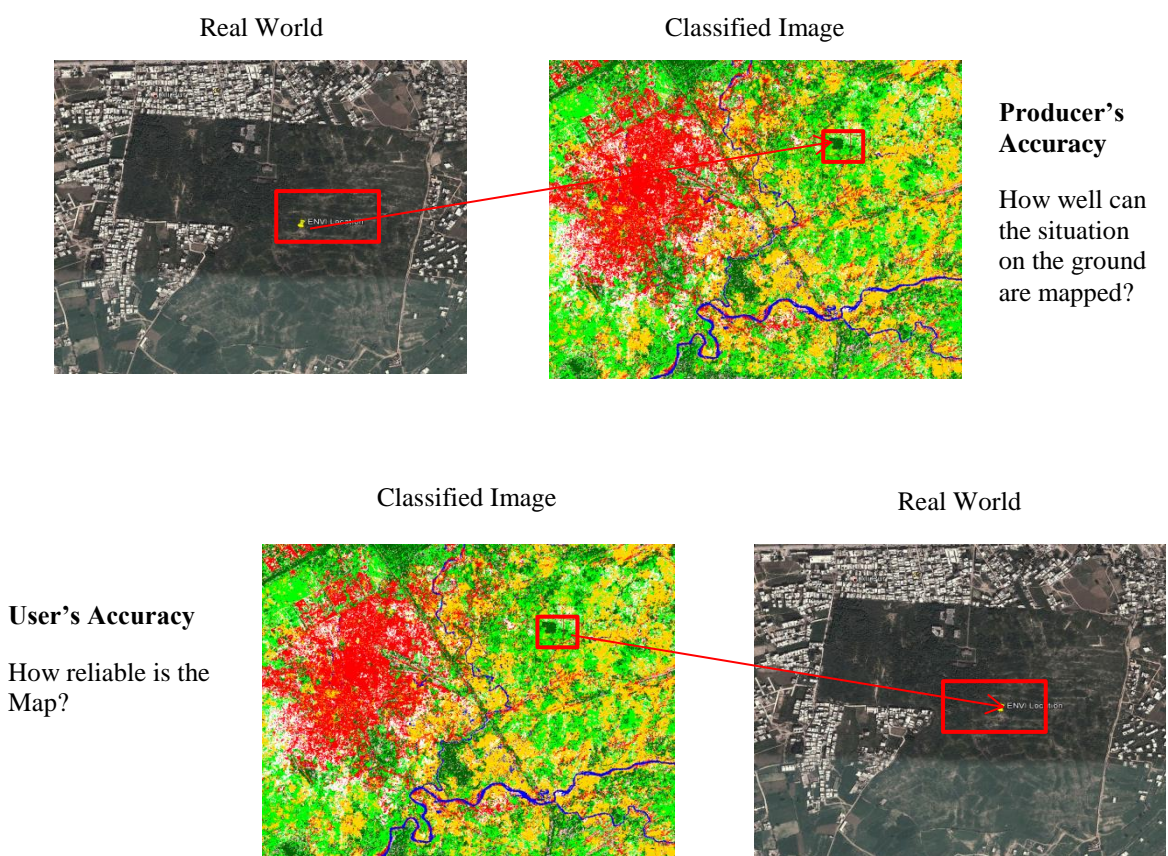 Real World
Classified Image
ENVI Location
Producer's
Accuracy
How well can
the situation
on the ground
are mapped?
Classified Image
Real World
User's Accuracy
How reliable is the
Map?
ENVI Location